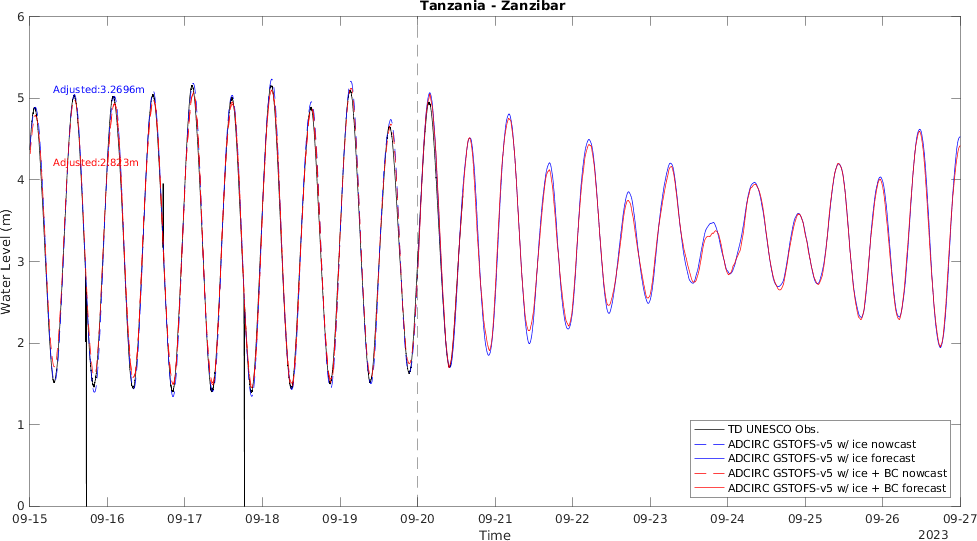 Tanzania - Zanzibar
6
5
4
3
2
1
0
Water Level (m)
Adjusted:3.2696m
Adjusted:2.823m
TD UNESCO Obs.
ADCIRC GSTOFS-v5 w/ ice nowcast
ADCIRC GSTOFS-v5 w/ ice forecast
ADCIRC GSTOFS-v5 w/ ice + BC nowcast
ADCIRC GSTOFS-v5 w/ ice + BC forecast
09-15 09-16 09-17 09-18 09-19 09-20 09-21 09-22 09-23 09-24 09-25 09-26 09-27
Time
2023